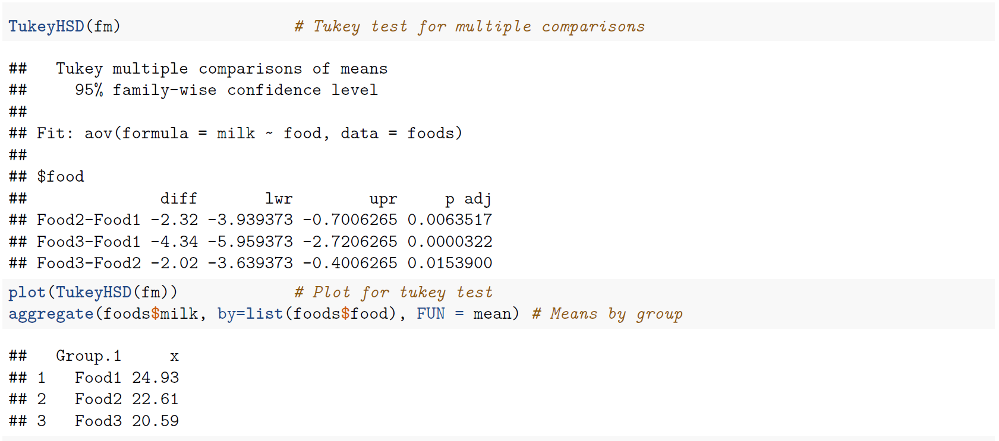 TukeyHSD(fm)                   # Tukey test for multiple comparisons
##   Tukey multiple comparisons of means
##     95% family-wise confidence level
##
## Fit: aov(formula = milk ~ food, data = foods)
##
## $food
##              diff       lwr        upr     p adj
## Food2-Food1 -2.32 -3.939373 -0.7006265 0.0063517
## Food3-Food1 -4.34 -5.959373 -2.7206265 0.0000322
## Food3-Food2 -2.02 -3.639373 -0.4006265 0.0153900
plot(TukeyHSD(fm))             # Plot for tukey test
aggregate(foods$milk, by=list(foods$food), FUN = mean) # Means by group
##   Group.1     x
## 1   Food1 24.93
## 2   Food2 22.61
## 3   Food3 20.59